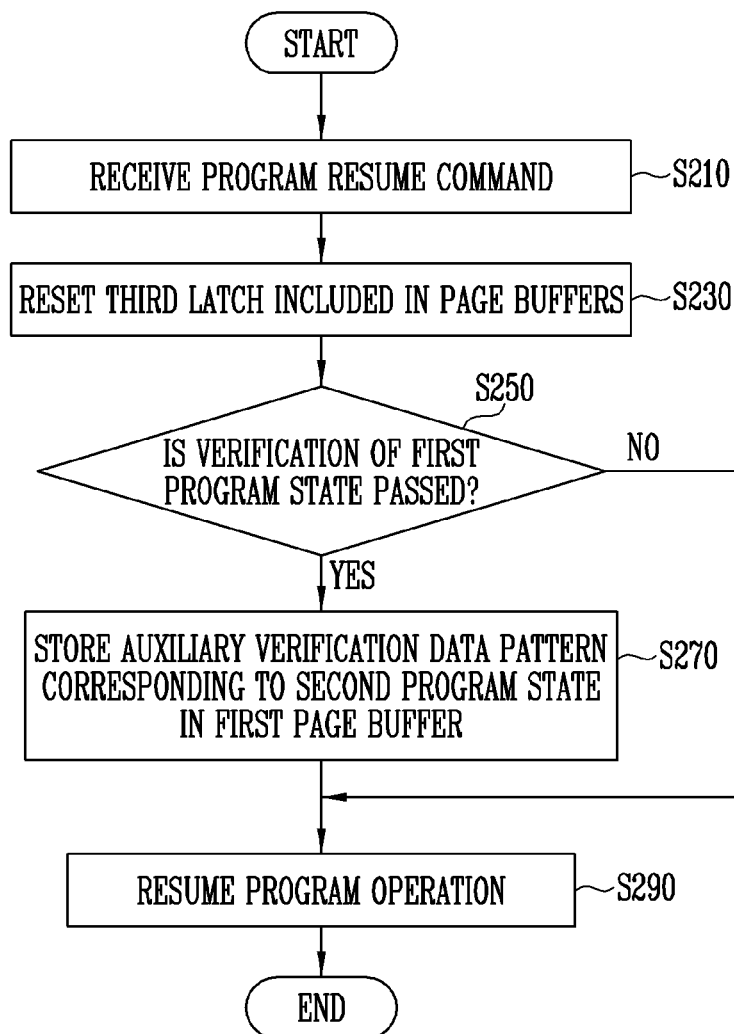 START
RECEIVE PROGRAM RESUME COMMAND
S210
RESET THIRD LATCH INCLUDED IN PAGE BUFFERS
S230
S250
IS VERIFICATION OF FIRST
PROGRAM STATE PASSED?
NO
YES
STORE AUXILIARY VERIFICATION DATA PATTERN
CORRESPONDING TO SECOND PROGRAM STATE
IN FIRST PAGE BUFFER
S270
RESUME PROGRAM OPERATION
S290
END